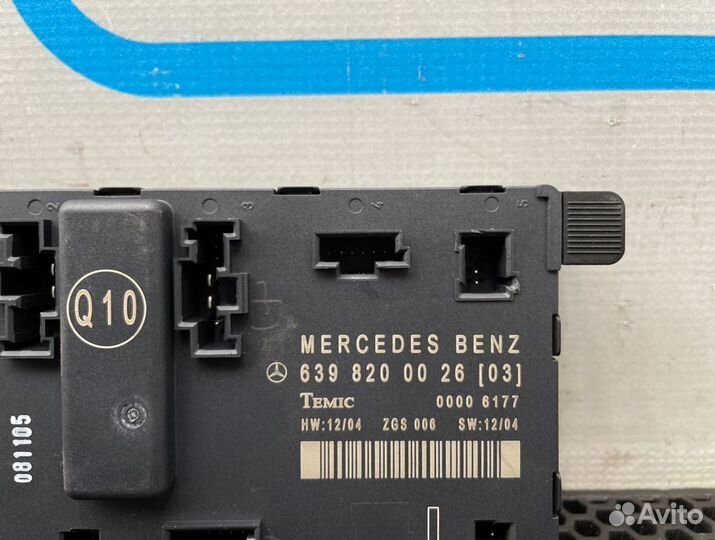 2
3
4
5
Q10
MERCEDES BENZ
639 820 00 26 [03]
TEMIC 0000 6177
HW:12/04 ZGS 006 SW:12/04
081105
Avito